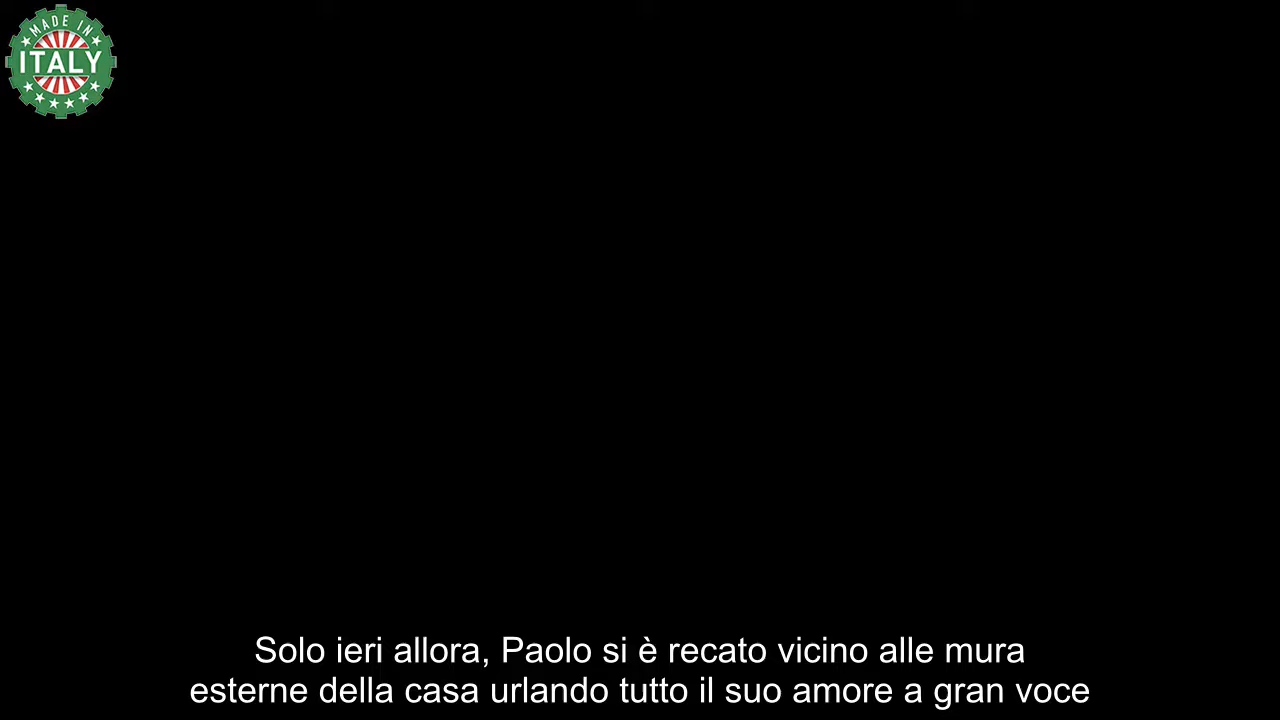 MADE IN
ITALY
Solo ieri allora, Paolo si è recato vicino alle mura
esterne della casa urlando tutto il suo amore a gran voce